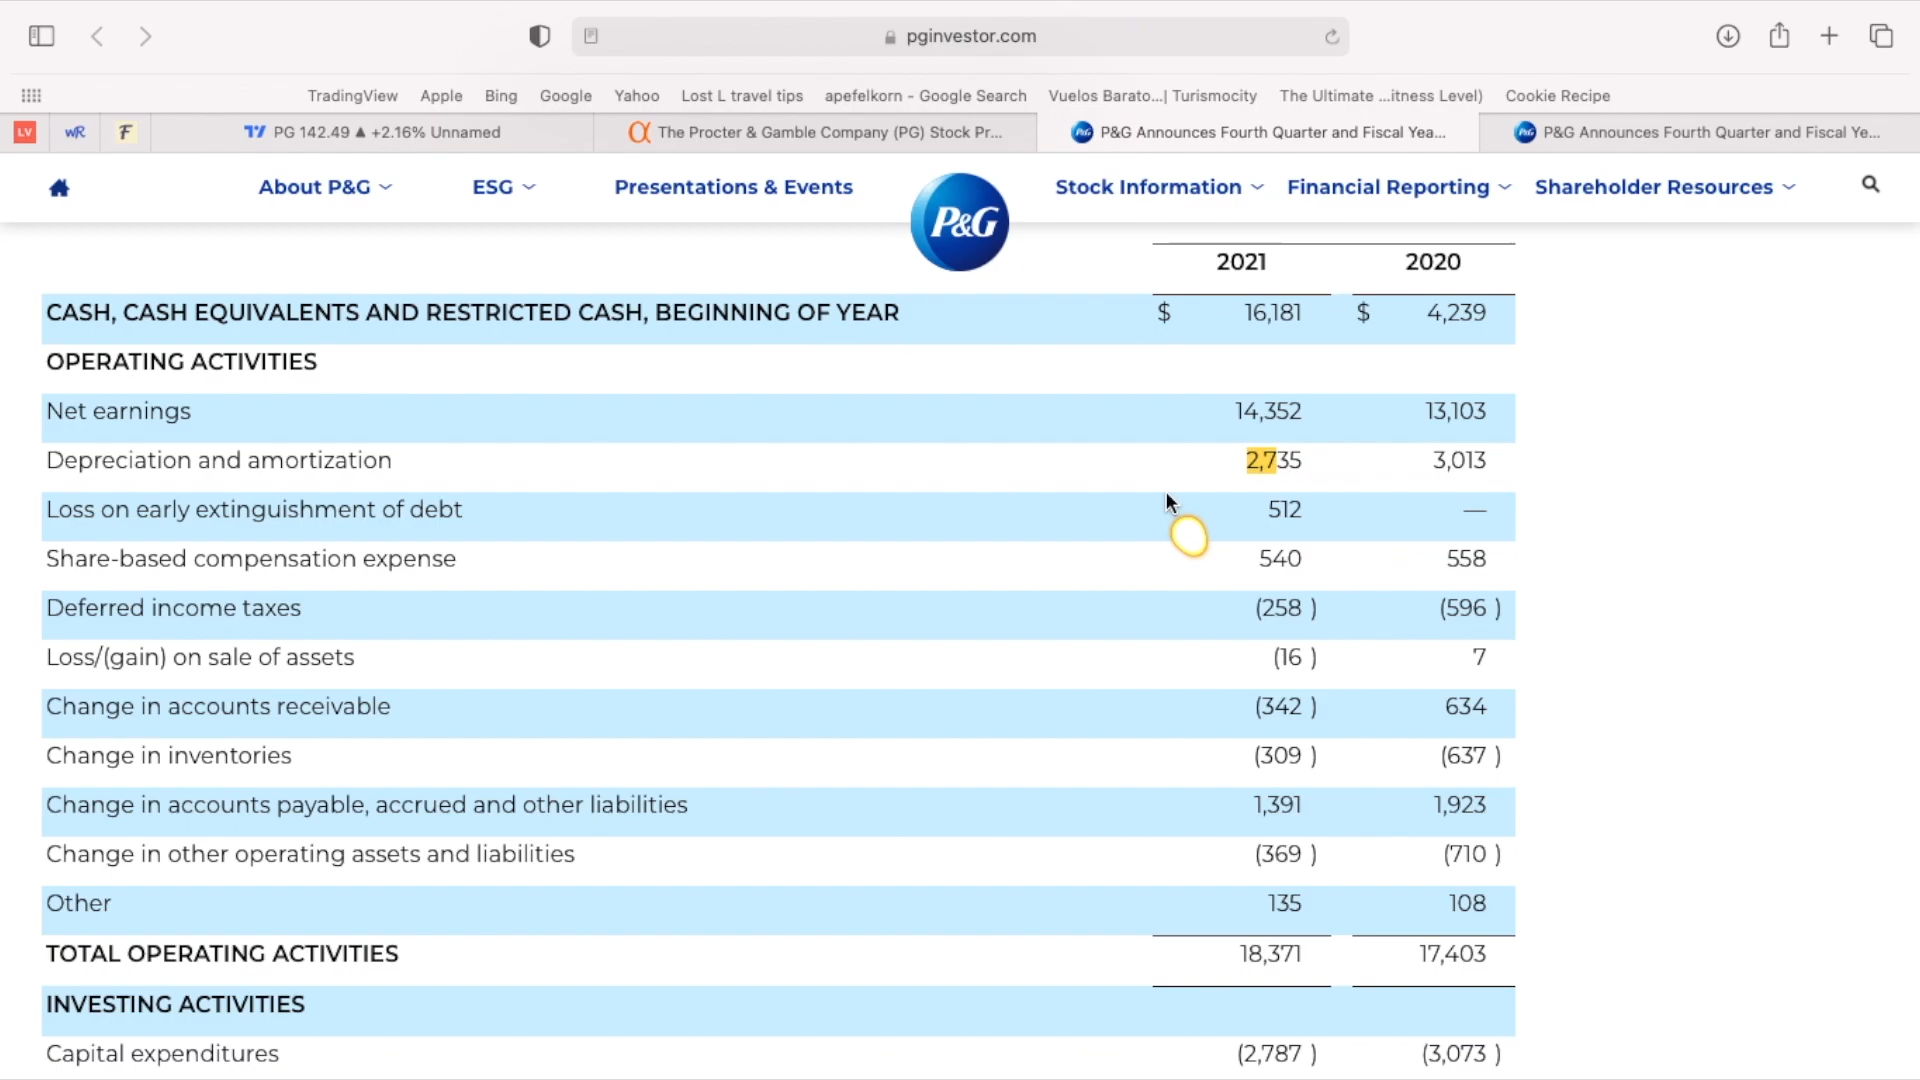 pginvestor.com
TradingView Apple Bing Google Yahoo Lost L travel tips apefelkorn - Google Search Vuelos Barato...| Turismocity The Ultimate ...itness Level) Cookie Recipe
LV wR F PG 142.49 ▲ +2.16% Unnamed The Procter & Gamble Company (PG) Stock Pr... P&G P&G Announces Fourth Quarter and Fiscal Yea... P&G P&G Announces Fourth Quarter and Fiscal Ye...
About P&G ESG Presentations & Events P&G Stock Information Financial Reporting Shareholder Resources
2021 2020
CASH, CASH EQUIVALENTS AND RESTRICTED CASH, BEGINNING OF YEAR $ 16,181 $ 4,239
OPERATING ACTIVITIES
Net earnings 14,352 13,103
Depreciation and amortization 2,735 3,013
Loss on early extinguishment of debt 512 —
Share-based compensation expense 540 558
Deferred income taxes (258 ) (596 )
Loss/(gain) on sale of assets (16 ) 7
Change in accounts receivable (342 ) 634
Change in inventories (309 ) (637 )
Change in accounts payable, accrued and other liabilities 1,391 1,923
Change in other operating assets and liabilities (369 ) (710 )
Other 135 108
TOTAL OPERATING ACTIVITIES 18,371 17,403
INVESTING ACTIVITIES
Capital expenditures (2,787 ) (3,073 )